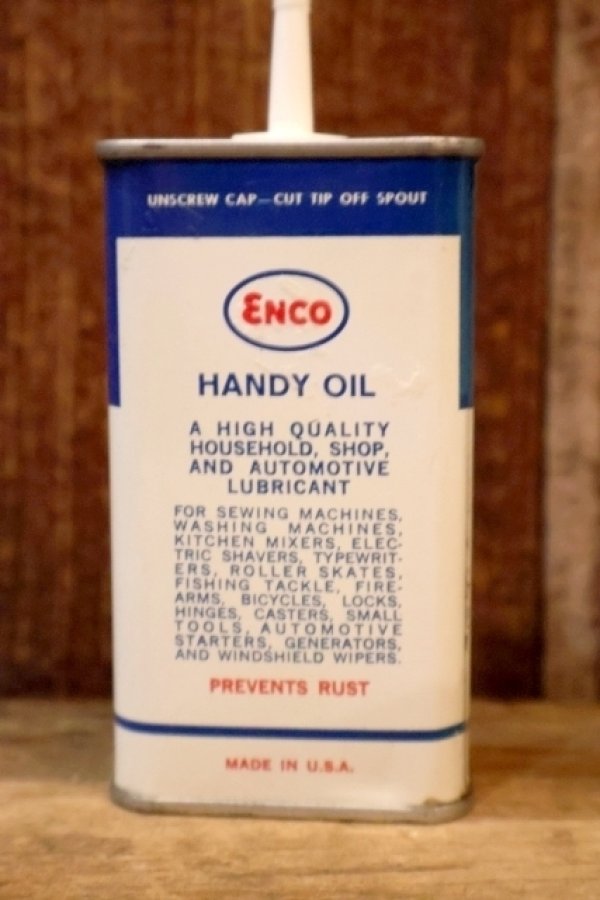 UNSCREW CAP—CUT TIP OFF SPOUT
ENCO
HANDY OIL
A HIGH QUALITY
HOUSEHOLD, SHOP,
AND AUTOMOTIVE
LUBRICANT
FOR SEWING MACHINES,
WASHING MACHINES,
KITCHEN MIXERS, ELEC-
TRIC SHAVERS, TYPEWRIT-
ERS, ROLLER SKATES,
FISHING TACKLE, FIRE-
ARMS, BICYCLES, LOCKS,
HINGES, CASTERS, SMALL
TOOLS, AUTOMOTIVE
STARTERS, GENERATORS,
AND WINDSHIELD WIPERS.
PREVENTS RUST
MADE IN U.S.A.